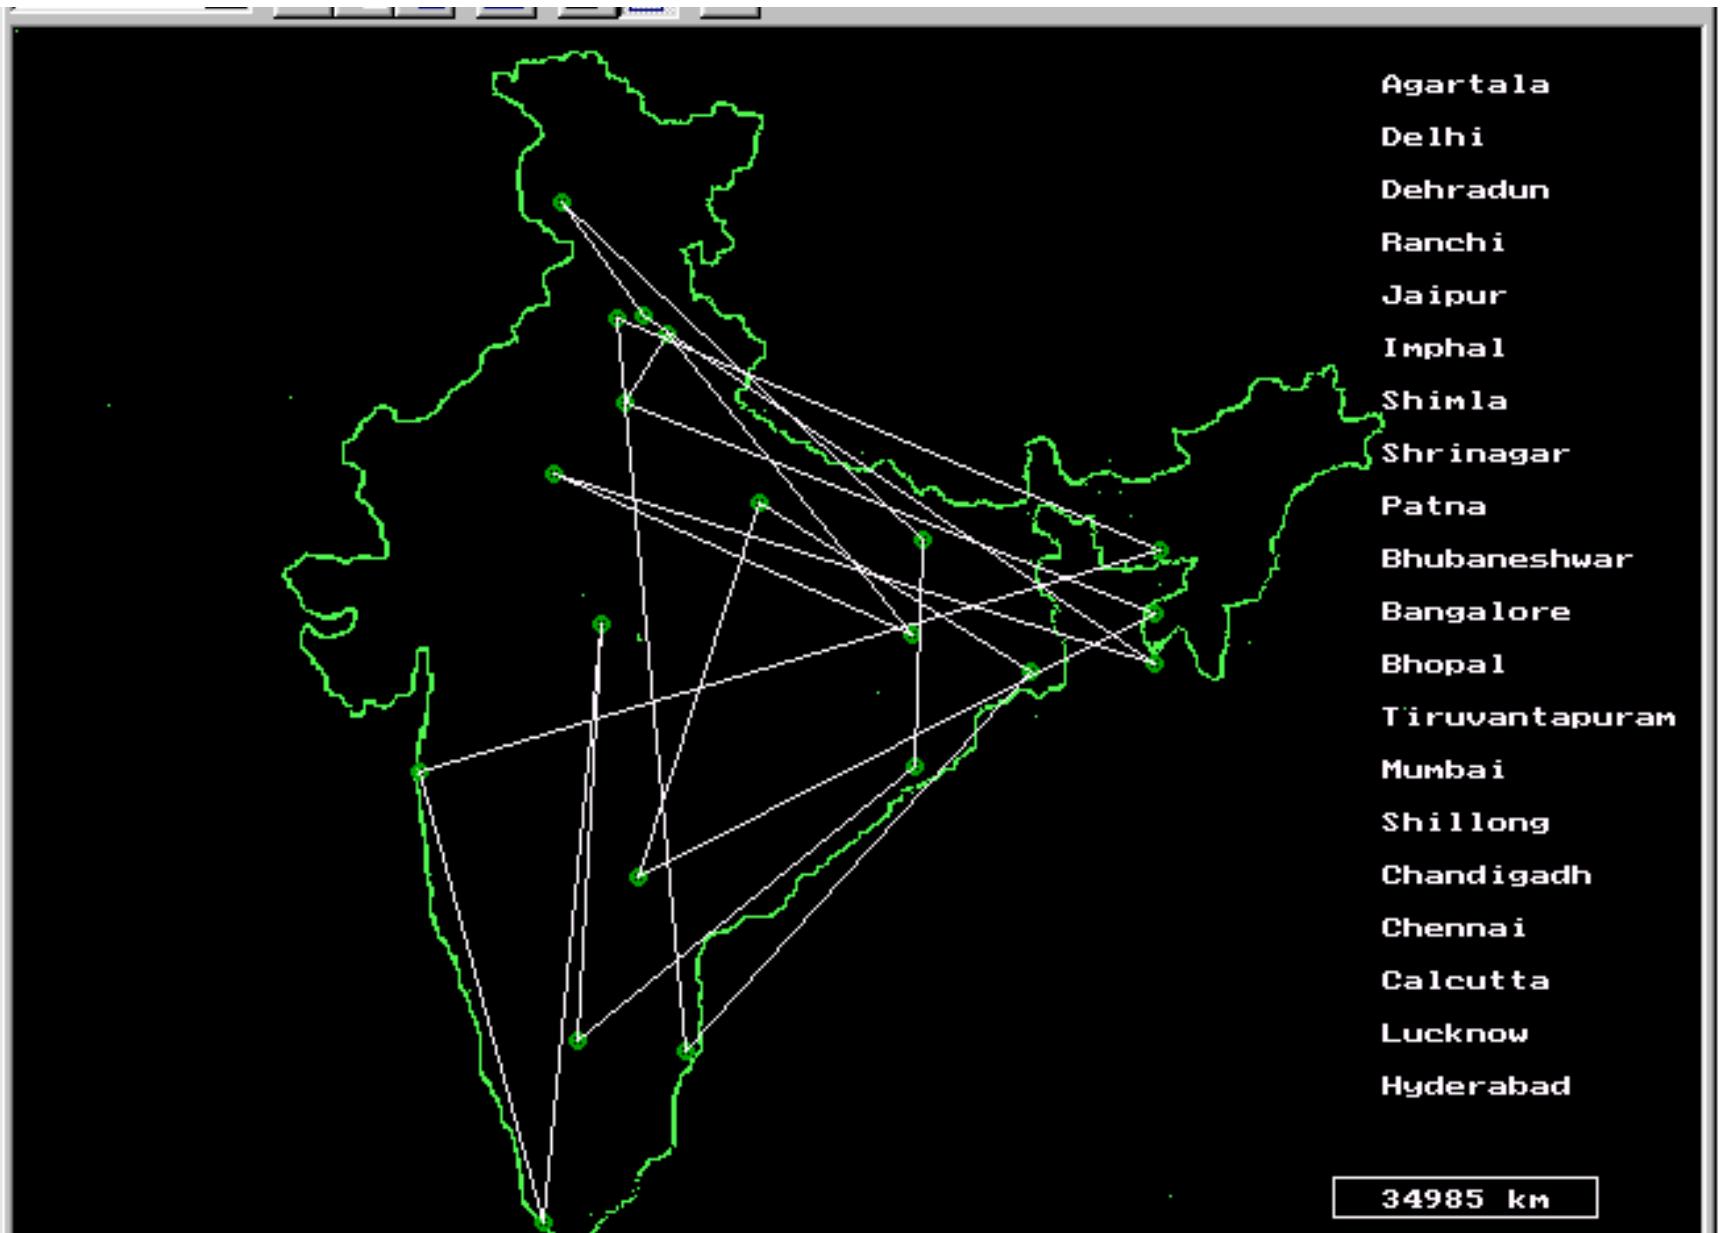 Agartala
Delhi
Dehradun
Ranchi
Jaipur
Imphal
Shimla
Shrinagar
Patna
Bhubaneshwar
Bangalore
Bhopal
Tiruvantapuram
Mumbai
Shillong
Chandigadh
Chennai
Calcutta
Lucknow
Hyderabad
34985 km